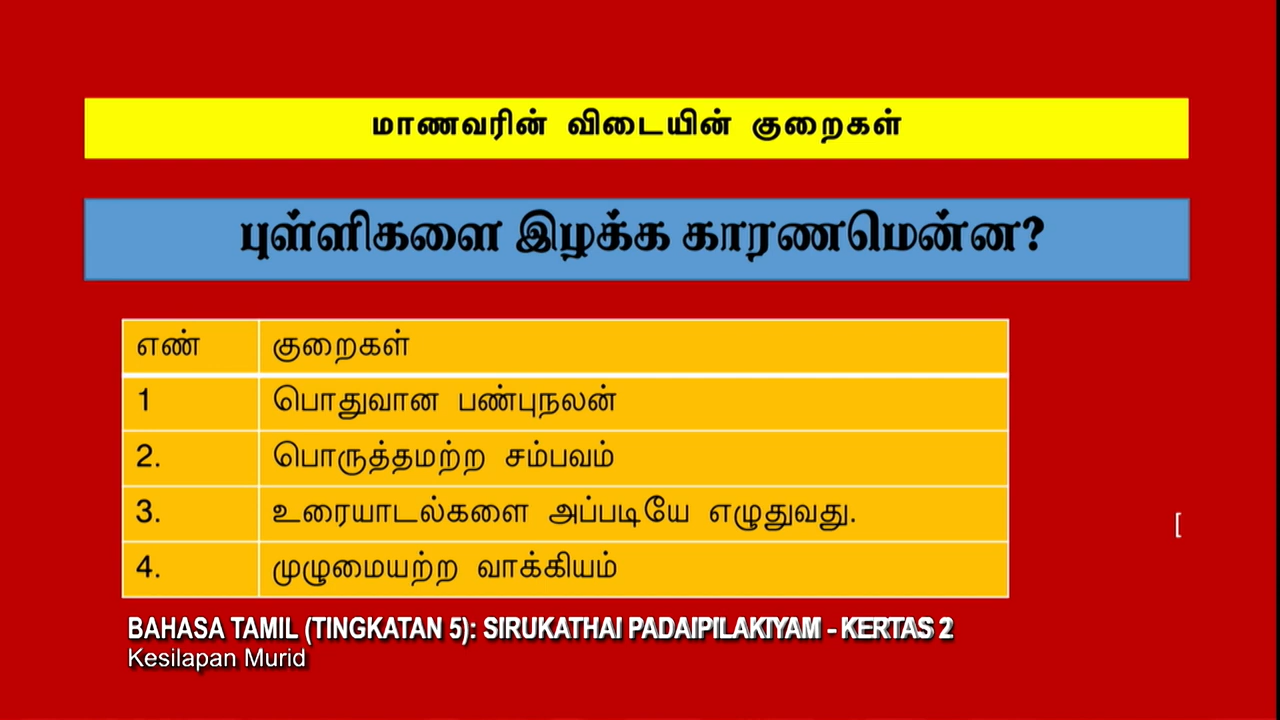 மாணவரின் விடையின் குறைகள்
புள்ளிகளை இழக்க காரணமென்ன?
எண் குறைகள்
1 பொதுவான பண்புநலன்
2. பொருத்தமற்ற சம்பவம்
3. உரையாடல்களை அப்படியே எழுதுவது.
4. முழுமையற்ற வாக்கியம்
[
BAHASA TAMIL (TINGKATAN 5): SIRUKATHAI PADAIPILAKIYAM - KERTAS 2
Kesilapan Murid